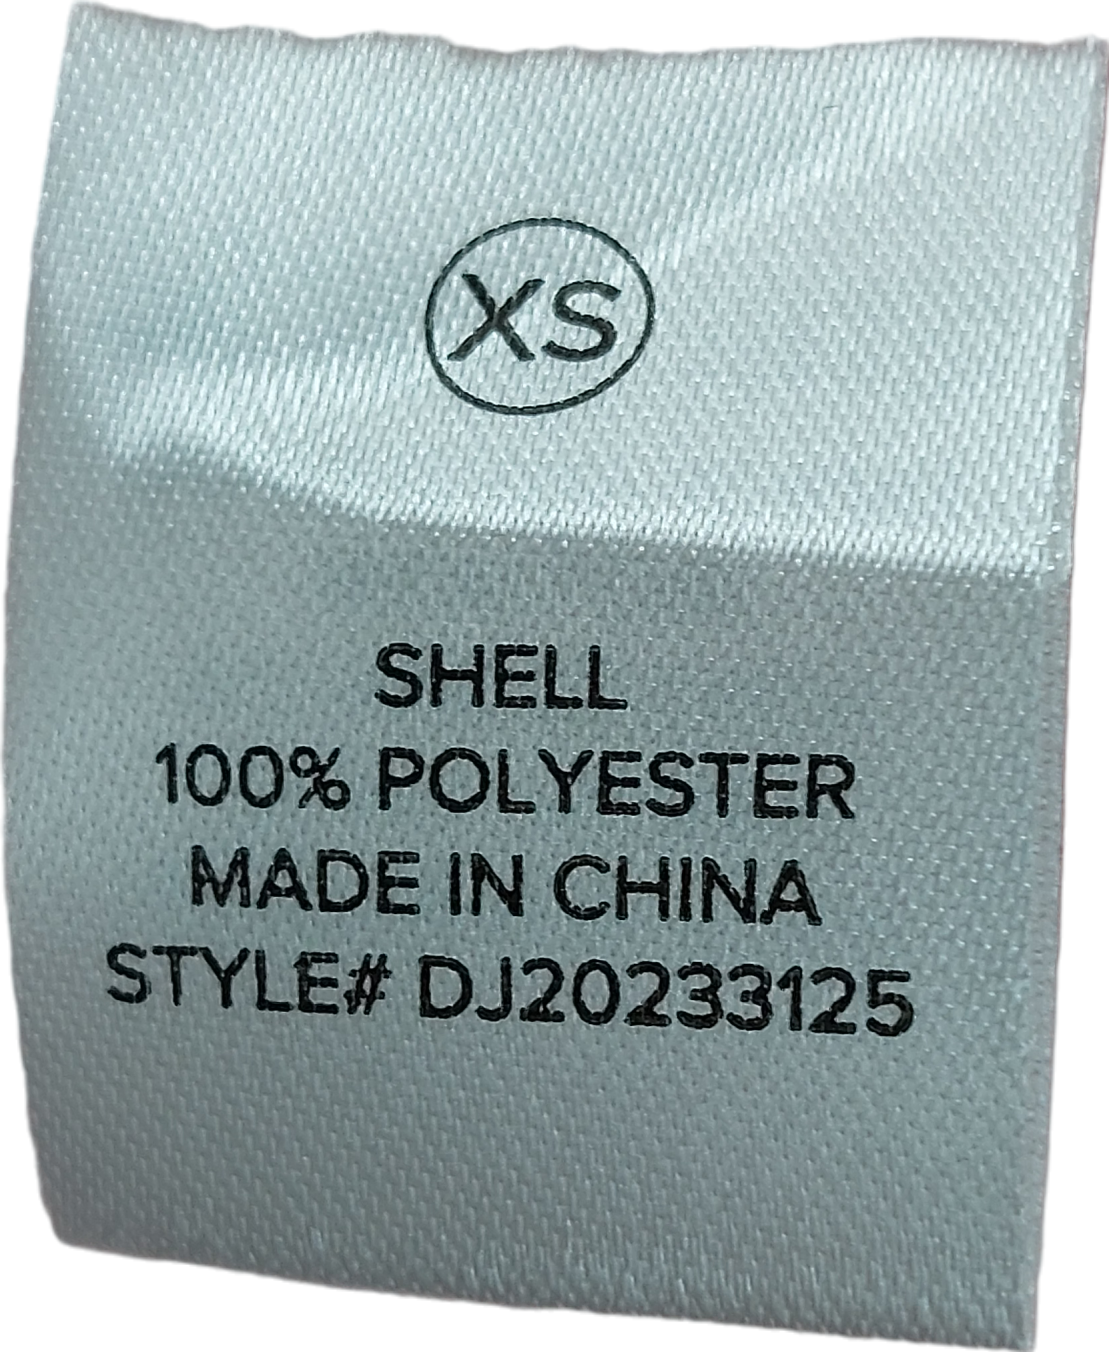 XS
SHELL
100% POLYESTER
MADE IN CHINA
STYLE# DJ20233125